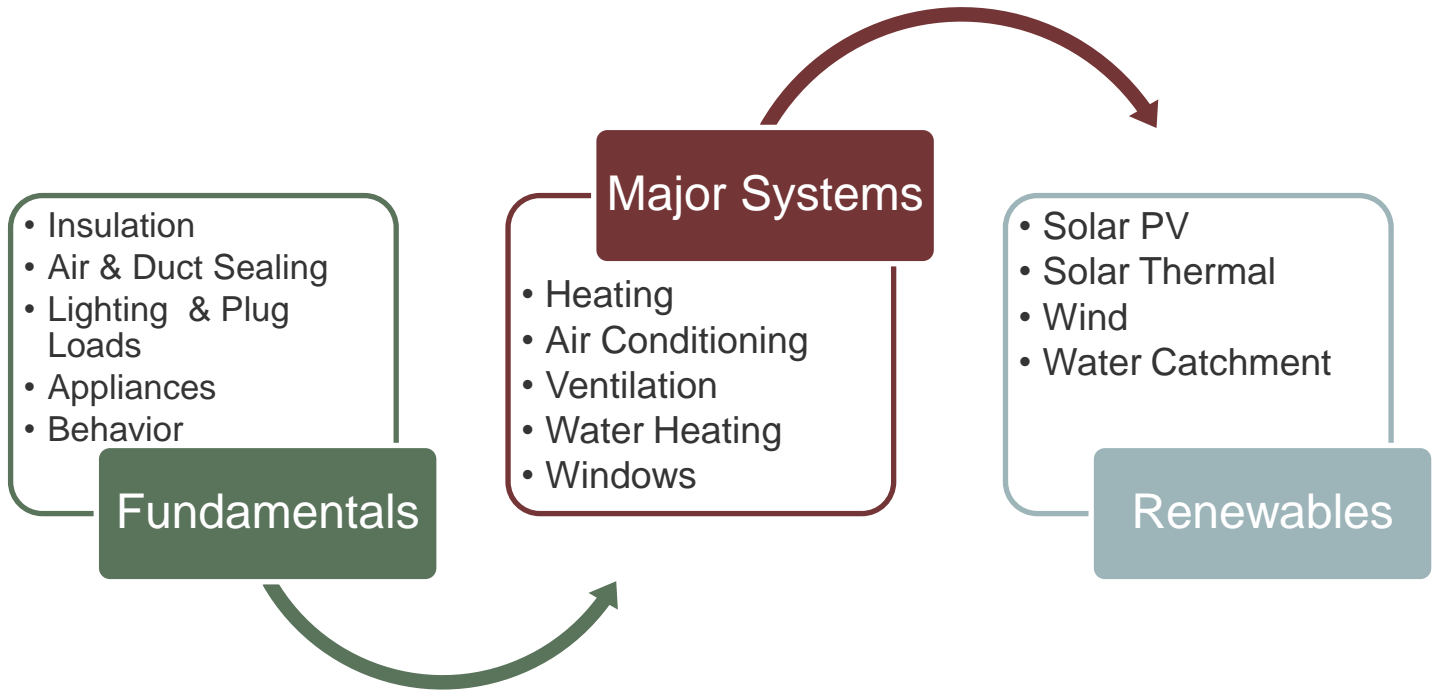 • Insulation
• Air & Duct Sealing
• Lighting & Plug
Loads
• Appliances
• Behavior
Fundamentals
Major Systems
• Heating
• Air Conditioning
• Ventilation
• Water Heating
• Windows
• Solar PV
• Solar Thermal
• Wind
• Water Catchment
Renewables